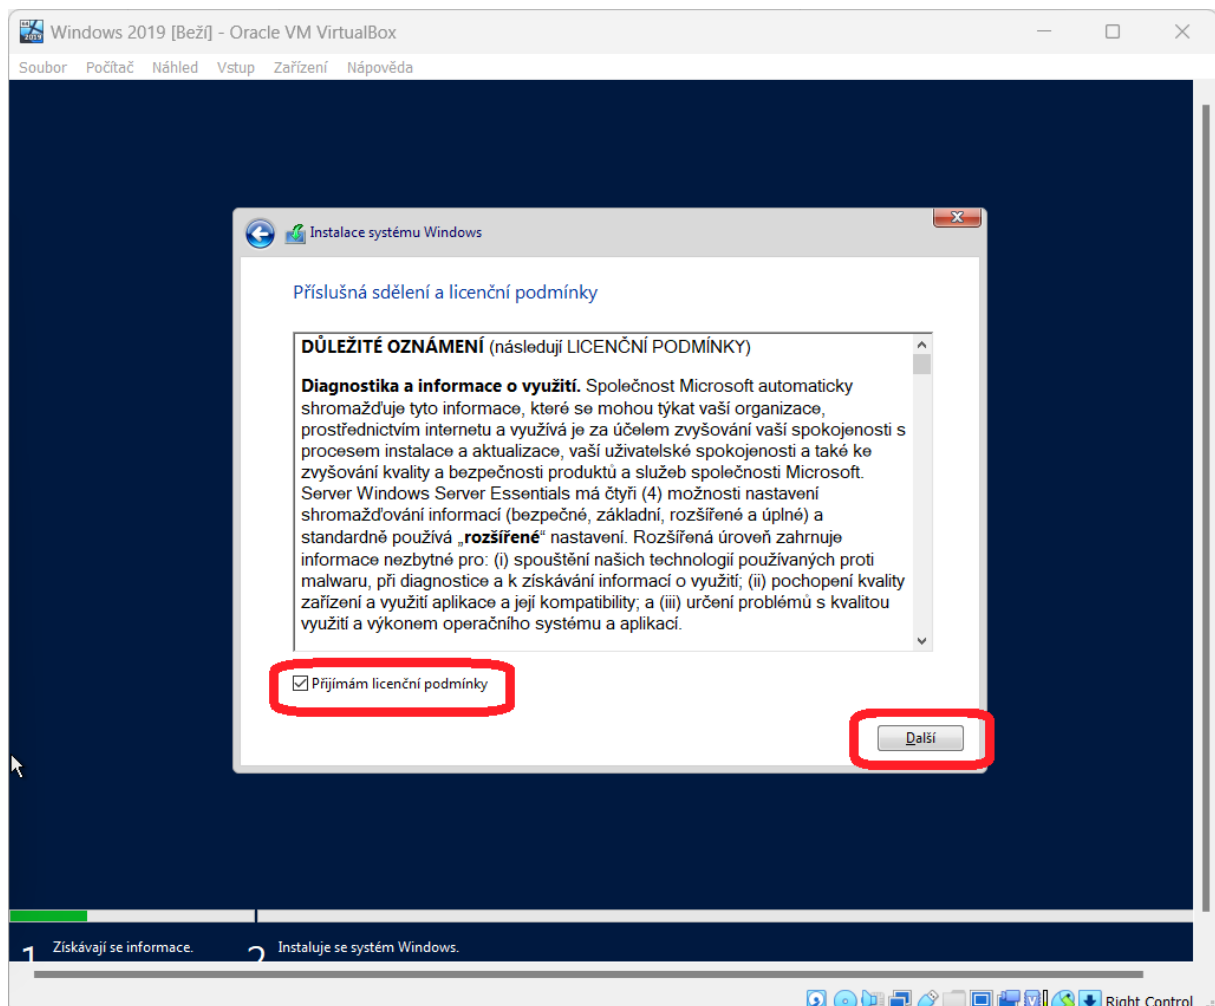 Windows 2019 [Beží] - Oracle VM VirtualBox
Soubor Počítač Náhled Vstup Zařízení Nápověda
Instalace systému Windows
Příslušná sdělení a licenční podmínky
DŮLEŽITÉ OZNÁMENÍ (následují LICENČNÍ PODMÍNKY)
Diagnostika a informace o využití. Společnost Microsoft automaticky
shromažďuje tyto informace, které se mohou týkat vaší organizace,
prostřednictvím internetu a využívá je za účelem zvyšování vaší spokojenosti s
procesem instalace a aktualizace, vaší uživatelské spokojenosti a také ke
zvyšování kvality a bezpečnosti produktů a služeb společnosti Microsoft.
Server Windows Server Essentials má čtyři (4) možnosti nastavení
shromažďování informací (bezpečné, základní, rozšířené a úplné) a
standardně používá „rozšířené“ nastavení. Rozšířená úroveň zahrnuje
informace nezbytné pro: (i) spouštění našich technologií používaných proti
malwaru, při diagnostice a k získávání informací o využití; (ii) pochopení kvality
zařízení a využití aplikace a její kompatibility; a (iii) určení problémů s kvalitou
využití a výkonem operačního systému a aplikací.
Přijímám licenční podmínky
Další
1 Získávají se informace. 2 Instaluje se systém Windows.
Right Control